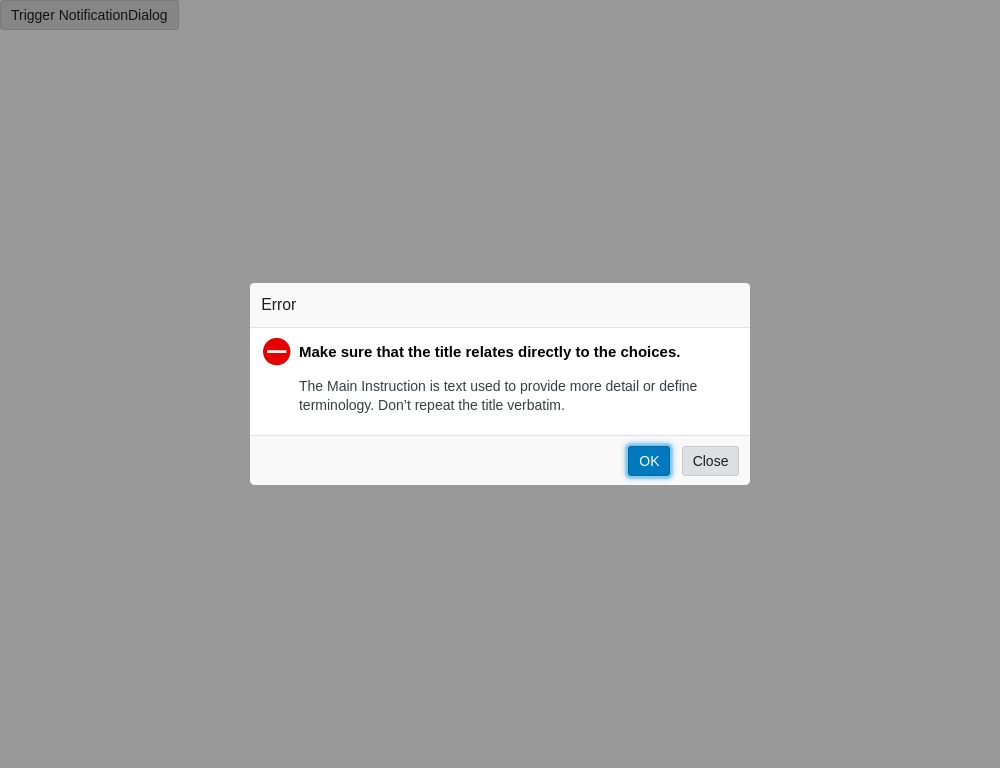 Trigger NotificationDialog
Error
Make sure that the title relates directly to the choices.
The Main Instruction is text used to provide more detail or define
terminology. Don’t repeat the title verbatim.
OK Close